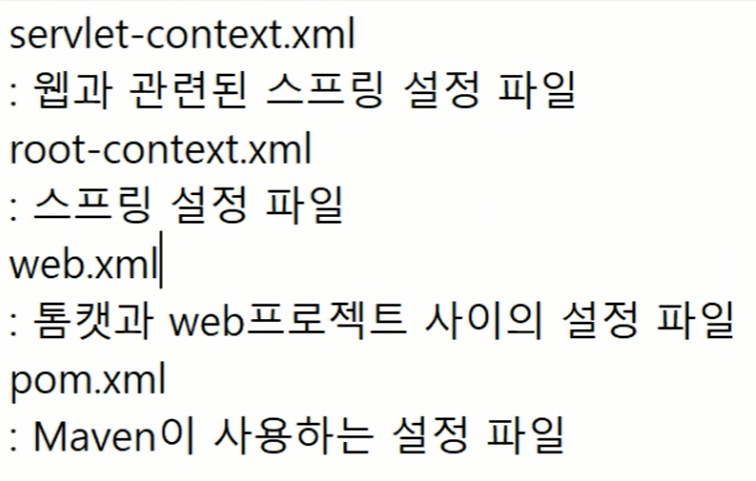 servlet-context.xml
: 웹과 관련된 스프링 설정 파일
root-context.xml
: 스프링 설정 파일
web.xml
: 톰캣과 web프로젝트 사이의 설정 파일
pom.xml
: Maven이 사용하는 설정 파일